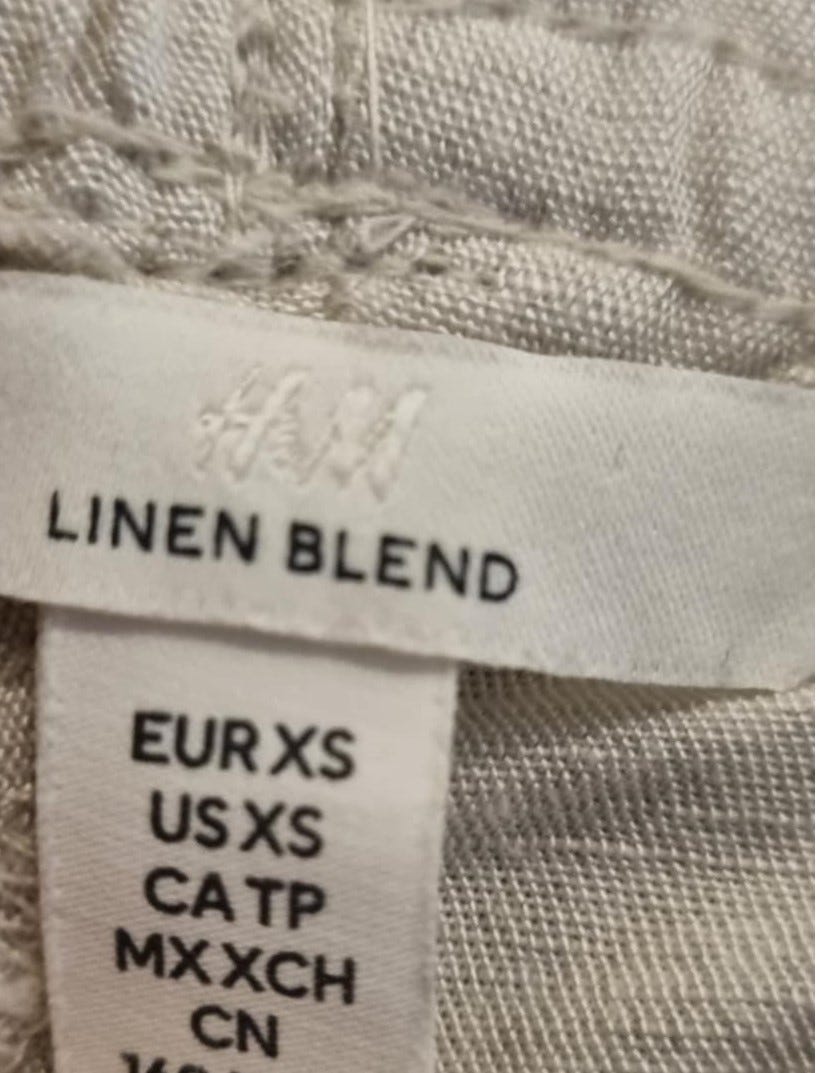 H&M
LINEN BLEND
EUR XS
US XS
CA TP
MX XCH
CN